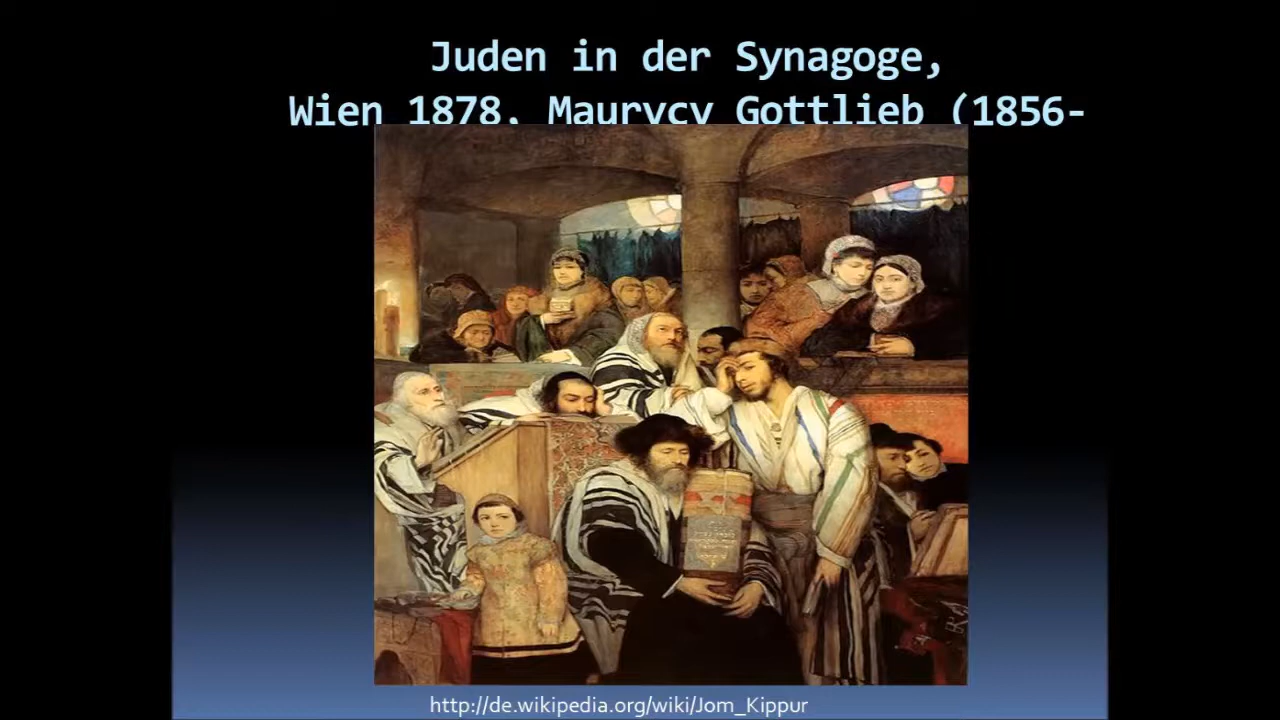 Juden in der Synagoge,
Wien 1878, Maurycy Gottlieb (1856-
http://de.wikipedia.org/wiki/Jom_Kippur